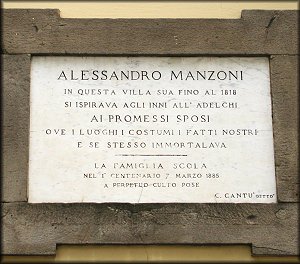 ALESSANDRO MANZONI
IN QUESTA VILLA SUA FINO AL 1818
SI ISPIRAVA AGLI INNI ALL'ADELCHI
AI PROMESSI SPOSI
OVE I LUOGHI I COSTUMI I FATTI NOSTRI
E SE STESSO IMMORTALAVA
LA FAMIGLIA SCOLA
NEL 1° CENTENARIO 7 MARZO 1885
A PERPETUO CULTO POSE
C. CANTU' DETTÒ